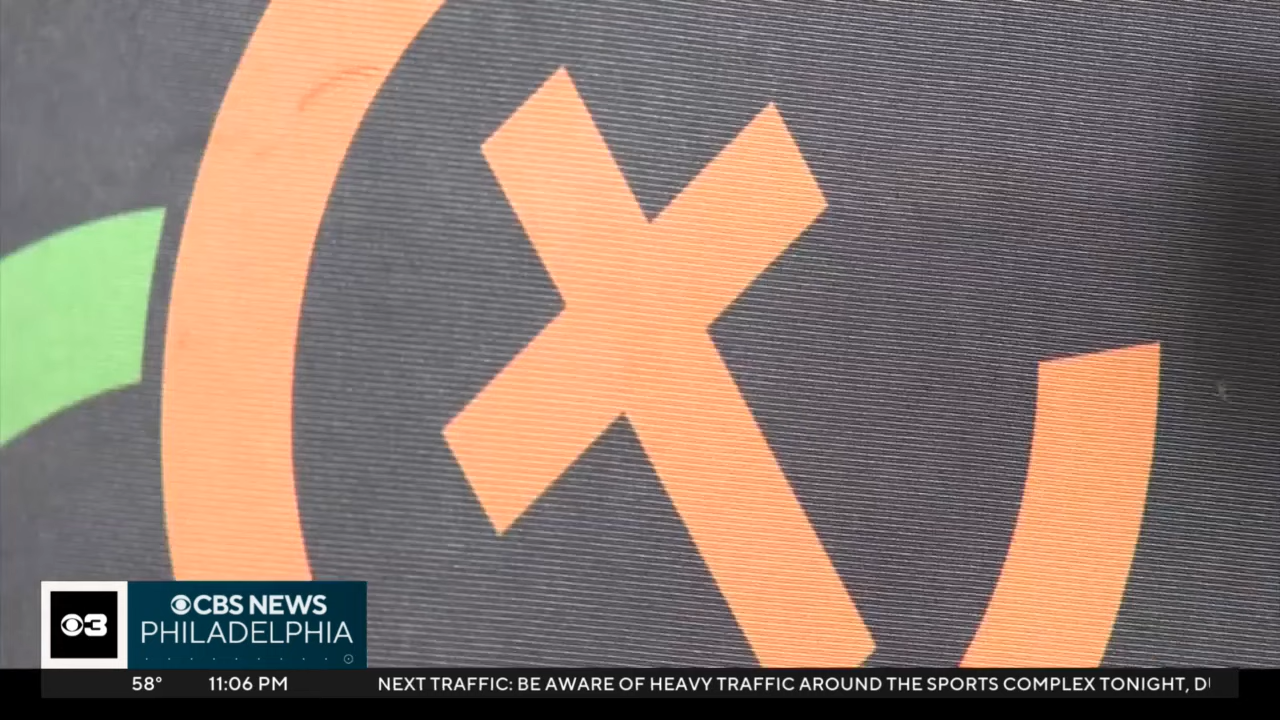 3
CBS NEWS
PHILADELPHIA
58° 11:06 PM NEXT TRAFFIC: BE AWARE OF HEAVY TRAFFIC AROUND THE SPORTS COMPLEX TONIGHT,